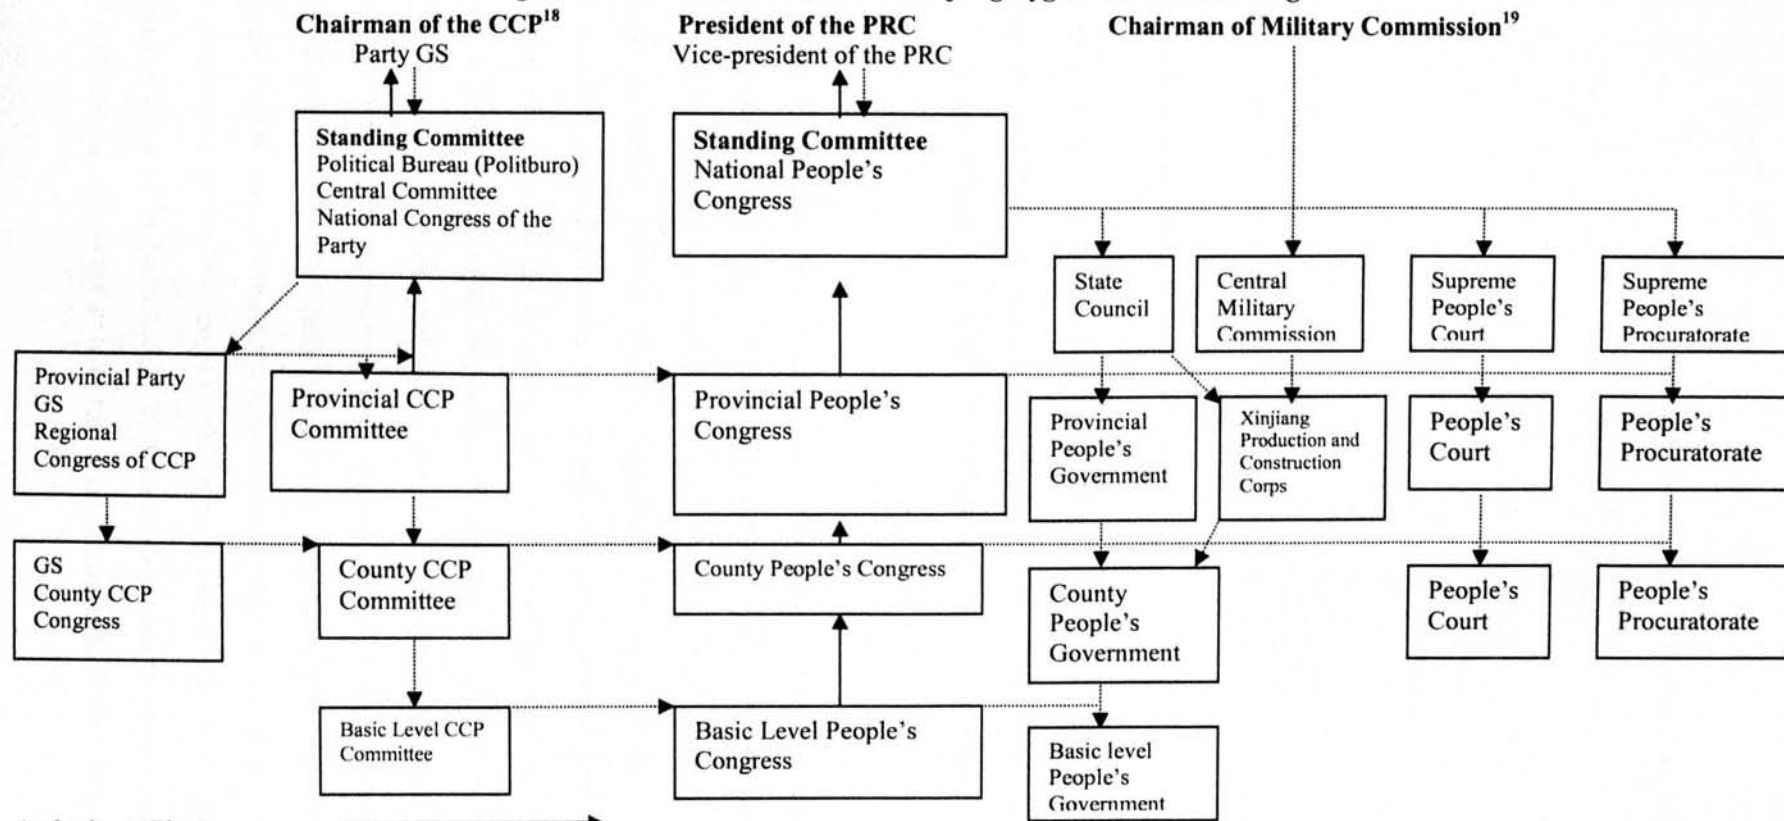 Chairman of the CCP18
Party GS
President of the PRC
Vice-president of the PRC
Chairman of Military Commission19
Standing Committee
Political Bureau (Politburo)
Central Committee
National Congress of the
Party
Standing Committee
National People's
Congress
State
Council
Central
Military
Commission
Supreme
People's
Court
Supreme
People's
Procuratorate
Provincial Party
GS
Regional
Congress of CCP
Provincial CCP
Committee
Provincial People's
Congress
Provincial
People's
Government
Xinjiang
Production and
Construction
Corps
People's
Court
People's
Procuratorate
GS
County CCP
Congress
County CCP
Committee
County People's Congress
County
People's
Government
People's
Court
People's
Procuratorate
Basic Level CCP
Committee
Basic Level People's
Congress
Basic level
People's
Government